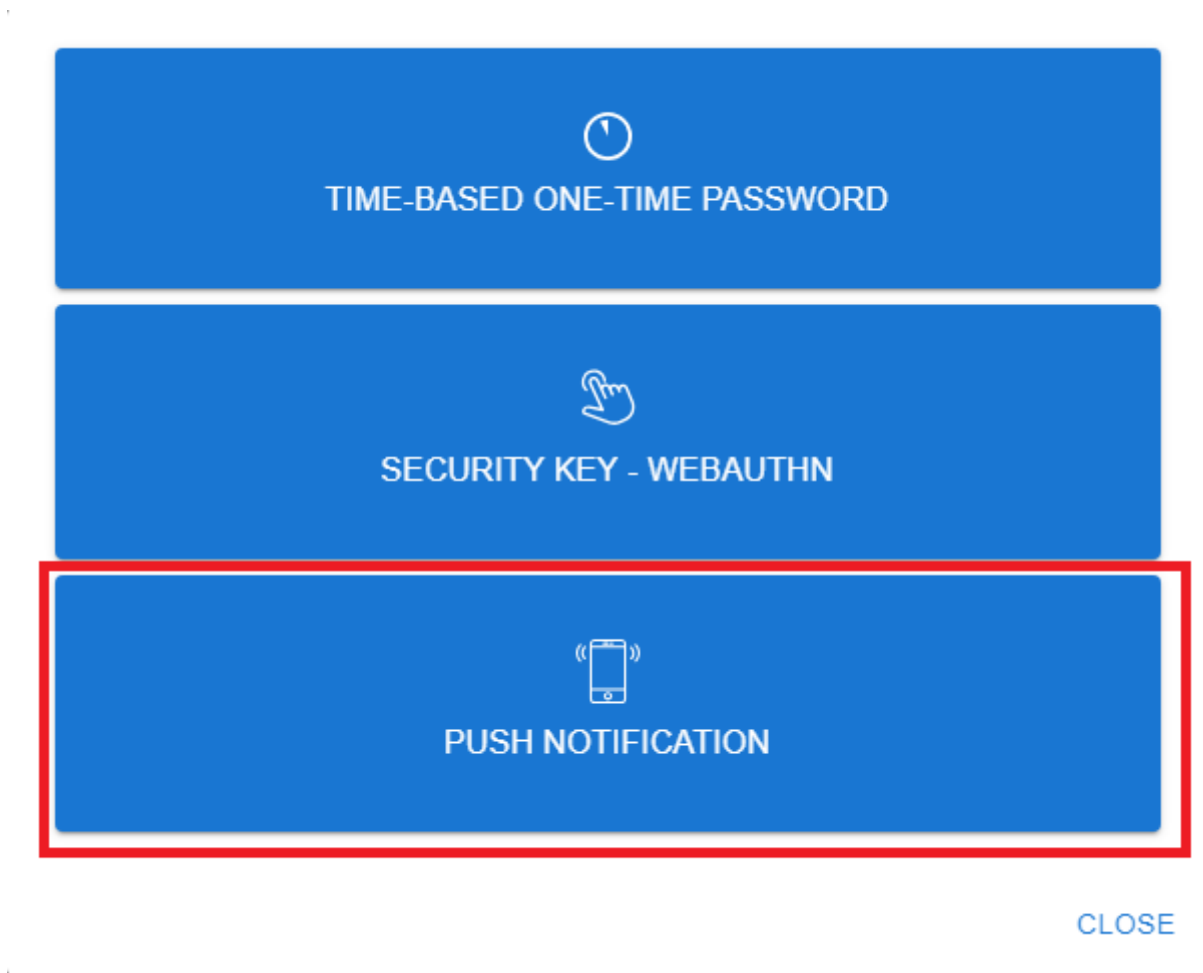 TIME-BASED ONE-TIME PASSWORD
SECURITY KEY - WEBAUTHN
PUSH NOTIFICATION
CLOSE